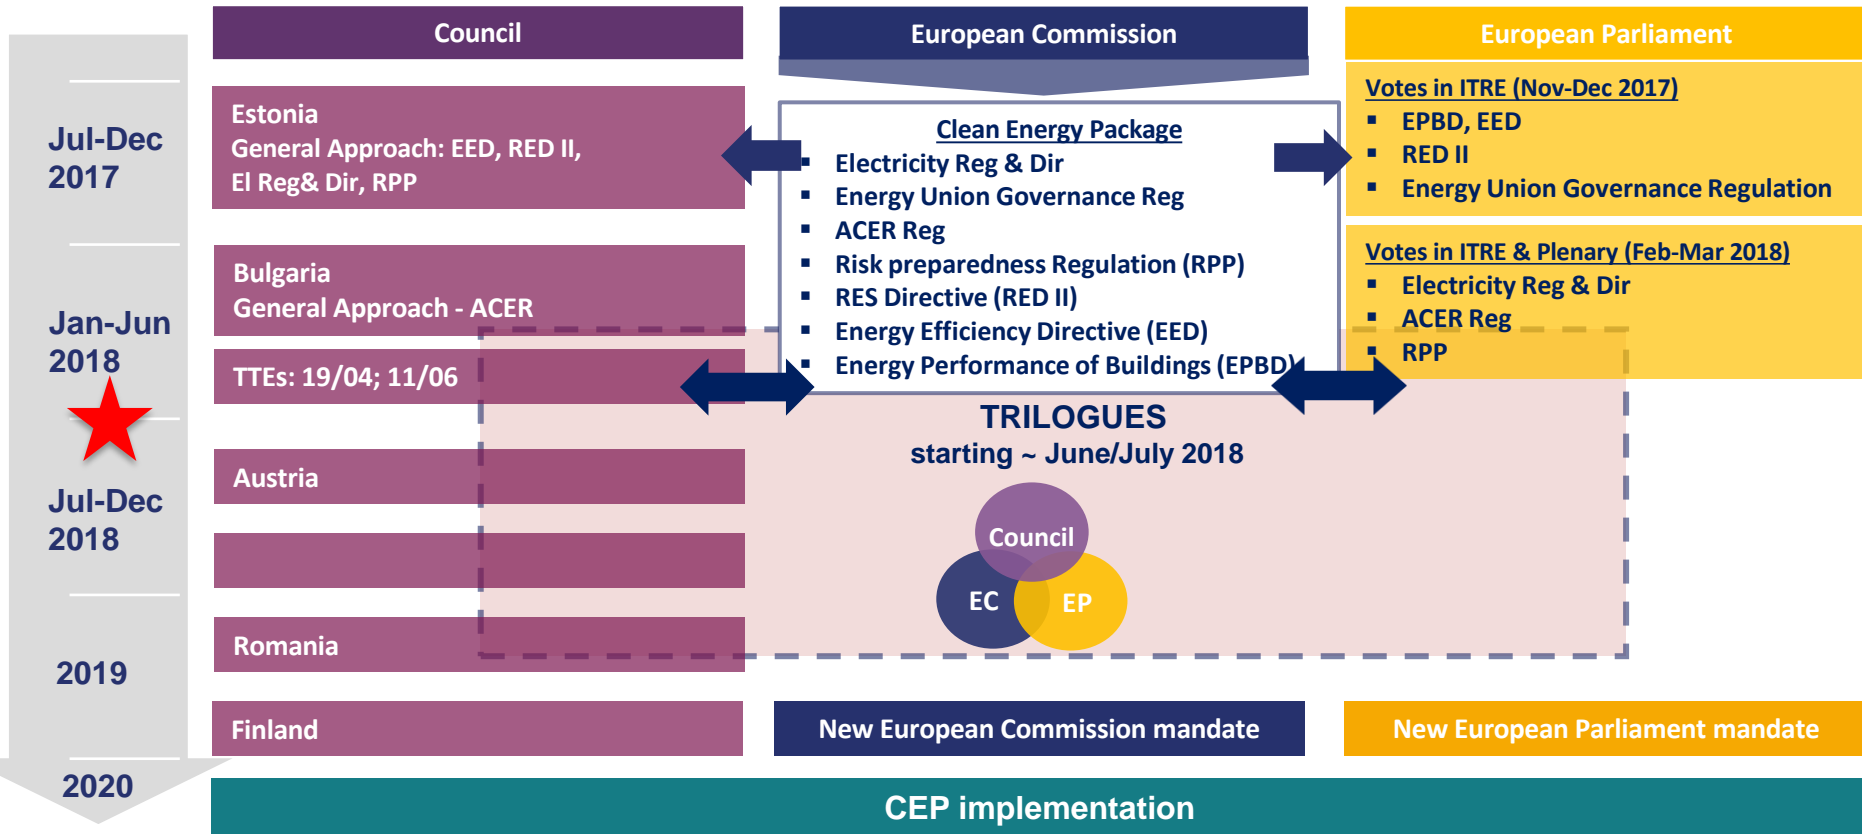 Council
European Commission
European Parliament
Jul-Dec
2017
Estonia
General Approach: EED, RED II,
El Reg& Dir, RPP
Clean Energy Package
▪ Electricity Reg & Dir
▪ Energy Union Governance Reg
▪ ACER Reg
▪ Risk preparedness Regulation (RPP)
▪ RES Directive (RED II)
▪ Energy Efficiency Directive (EED)
▪ Energy Performance of Buildings (EPBD)
Votes in ITRE (Nov-Dec 2017)
▪ EPBD, EED
▪ RED II
▪ Energy Union Governance Regulation
Jan-Jun
2018
Bulgaria
General Approach - ACER
TTEs: 19/04; 11/06
Votes in ITRE & Plenary (Feb-Mar 2018)
▪ Electricity Reg & Dir
▪ ACER Reg
▪ RPP
TRILOGUES
starting ~ June/July 2018
Jul-Dec
2018
Austria
Council
EC
EP
2019
Romania
Finland
New European Commission mandate
New European Parliament mandate
2020
CEP implementation